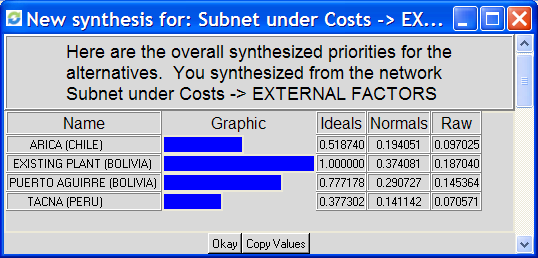 New synthesis for: Subnet under Costs -> EX...
Here are the overall synthesized priorities for the
alternatives. You synthesized from the network
Subnet under Costs -> EXTERNAL FACTORS
Name Graphic Ideals Normals Raw
ARICA (CHILE) 0.518740 0.194051 0.097025
EXISTING PLANT (BOLIVIA) 1.000000 0.374081 0.187040
PUERTO AGUIRRE (BOLIVIA) 0.777178 0.290727 0.145364
TACNA (PERU) 0.377302 0.141142 0.070571
Okay Copy Values